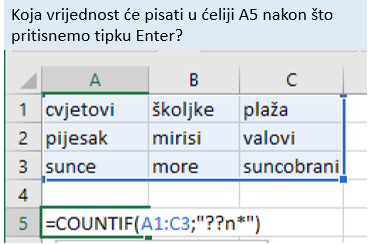 Koja vrijednost će pisati u ćeliji A5 nakon što
pritisnemo tipku Enter?
A B C
1 cvjetovi školjke plaža
2 pijesak mirisi valovi
3 sunce more suncobrani
4
5 =COUNTIF(A1:C3;"??n*")